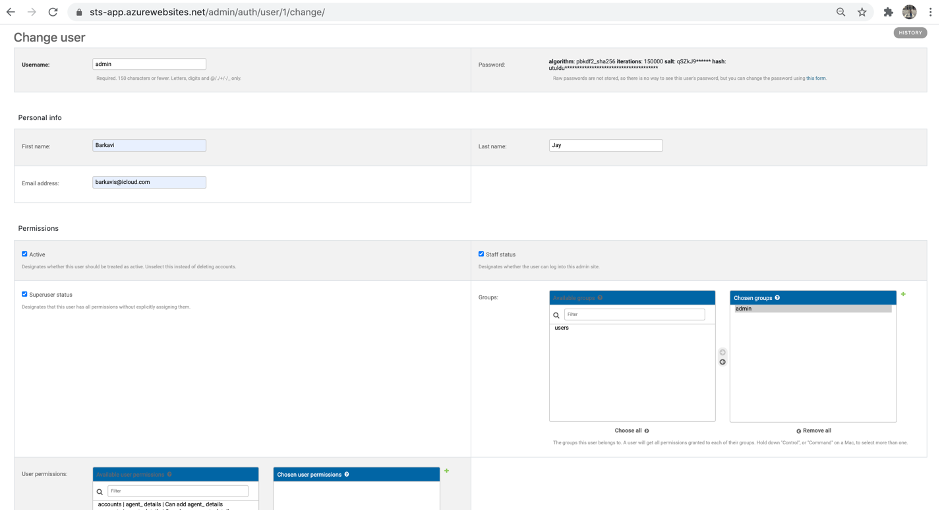 sts-app.azurewebsites.net/admin/auth/user/1/change/
Change user
HISTORY
Username:
admin
Required. 150 characters or fewer. Letters, digits and @/./+/-/_ only.
Password:
algorithm: pbkdf2_sha256 iterations: 150000 salt: qSZkJ9****** hash:
Raw passwords are not stored, so there is no way to see this user's password, but you can change the password using this form.
Personal info
First name:
Barkavi
Last name:
Jay
Email address:
barkavis@icloud.com
Permissions
Active
Designates whether this user should be treated as active. Unselect this instead of deleting accounts.
Staff status
Designates whether the user can log into this admin site.
Superuser status
Designates that this user has all permissions without explicitly assigning them.
Groups:
Available groups
Filter
users
Choose all
Chosen groups
admin
Remove all
The groups this user belongs to. A user will get all permissions granted to each of their groups. Hold down "Control", or "Command" on a Mac, to select more than one.
User permissions:
Available user permissions
Filter
accounts | agent_ details | Can add agent_ details
Chosen user permissions